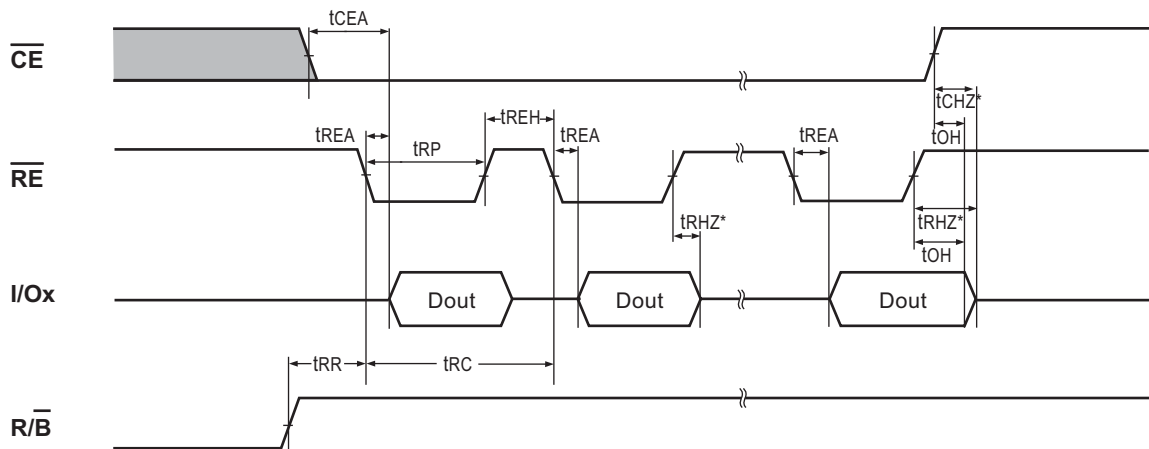 tCEA
CE
tCHZ*
tREH
tREA
tREA
tREA
tOH
tRP
RE
tRHZ*
tRHZ*
tOH
I/Ox
Dout
Dout
Dout
tRR
tRC
R/B